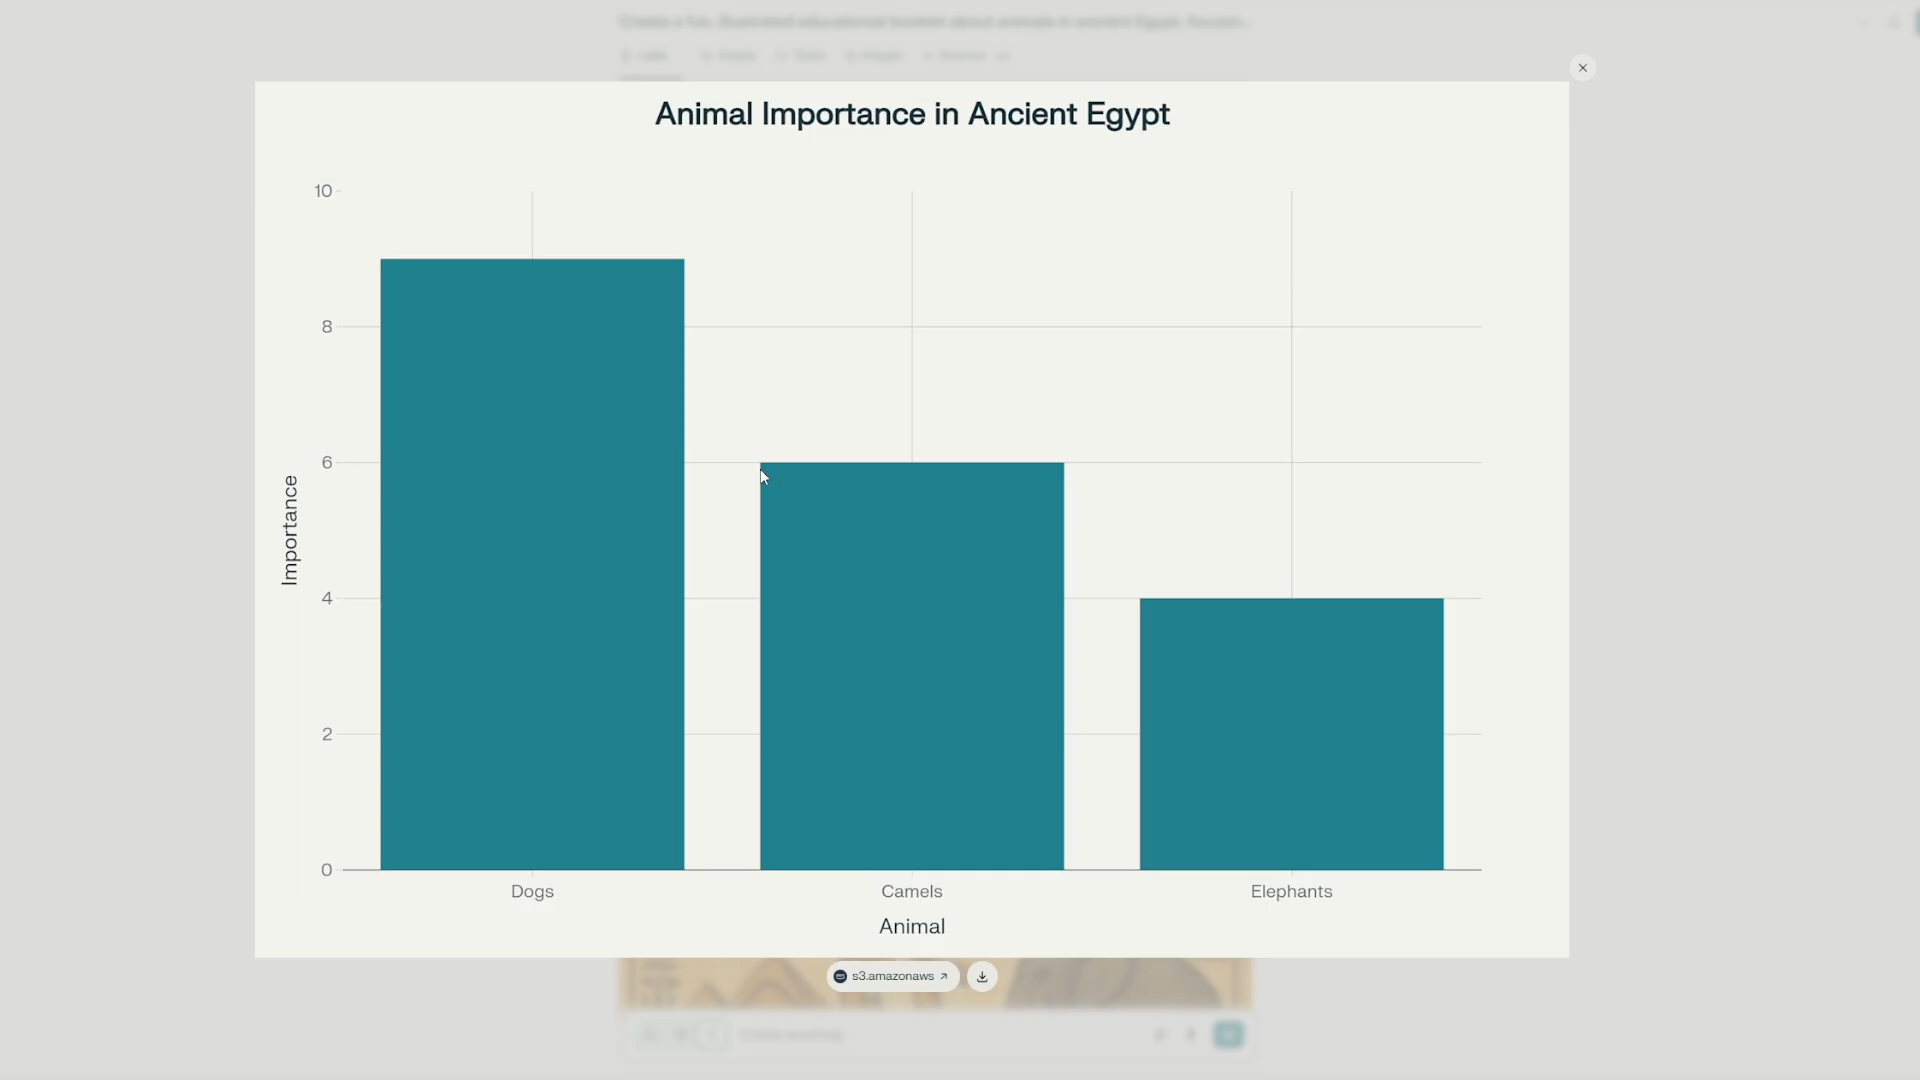 Animal Importance in Ancient Egypt
10
8
6
4
2
0
Importance
Dogs
Camels
Elephants
Animal
s3.amazonaws